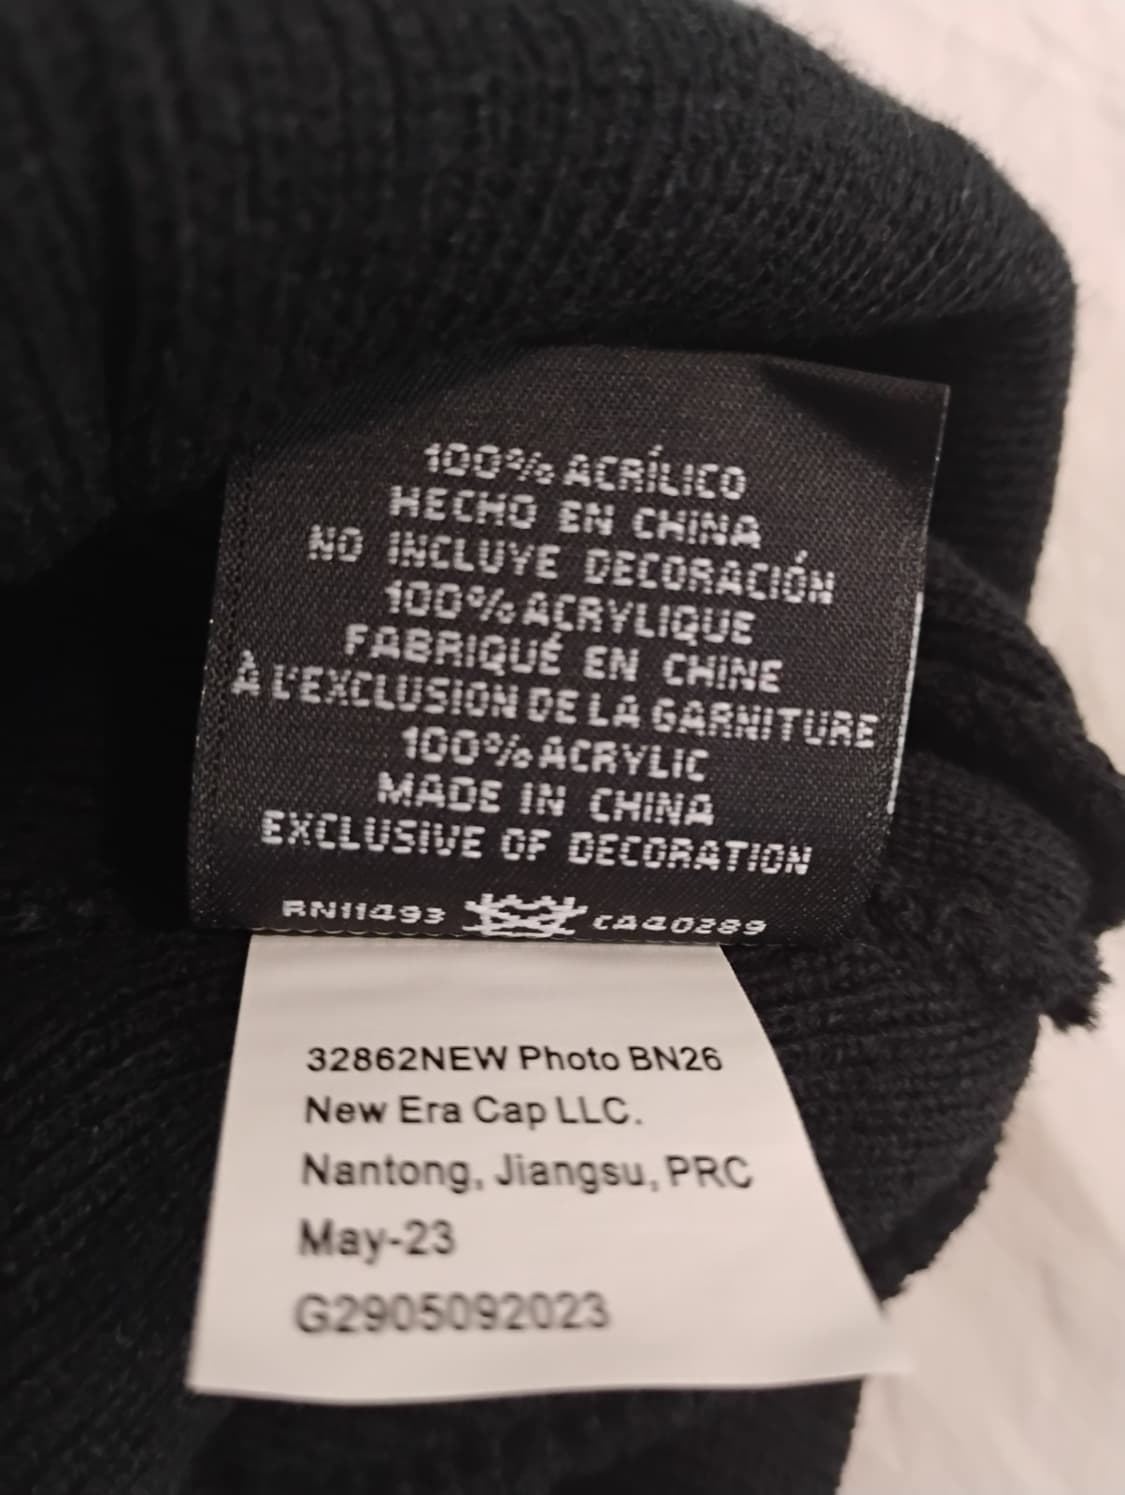 100% ACRÍLICO
HECHO EN CHINA
NO INCLUYE DECORACIÓN
100% ACRYLIQUE
FABRIQUÉ EN CHINE
À L'EXCLUSION DE LA GARNITURE
100% ACRYLIC
MADE IN CHINA
EXCLUSIVE OF DECORATION
RN11493 CA40289
32862NEW Photo BN26
New Era Cap LLC.
Nantong, Jiangsu, PRC
May-23
G2905092023